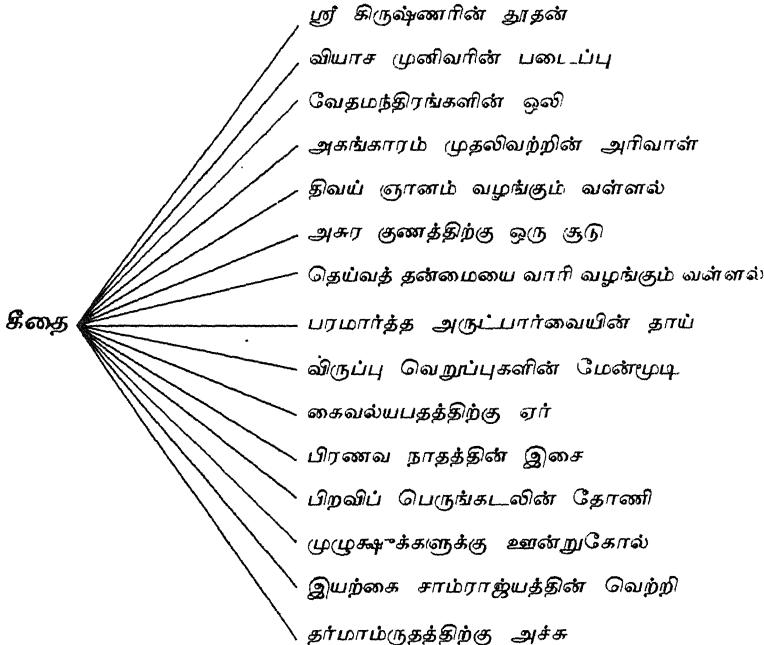 ஸ்ரீ கிருஷ்ணரின் தூதன்
வியாச முனிவரின் படைப்பு
வேதமந்திரங்களின் ஒலி
அகங்காரம் முதலிவற்றின் அரிவாள்
திவய் ஞானம் வழங்கும் வள்ளல்
அசுர குணத்திற்கு ஒரு சூடு
தெய்வத் தன்மையை வாரி வழங்கும் வள்ளல்
கீதை
பரமார்த்த அருட்பார்வையின் தாய்
விருப்பு வெறுப்புகளின் மேன்மூடி
கைவல்யபதத்திற்கு ஏர்
பிரணவ நாதத்தின் இசை
பிறவிப் பெருங்கடலின் தோணி
முமுக்ஷுக்களுக்கு ஊன்றுகோல்
இயற்கை சாம்ராஜ்யத்தின் வெற்றி
தர்மாம்ருதத்திற்கு அச்சு